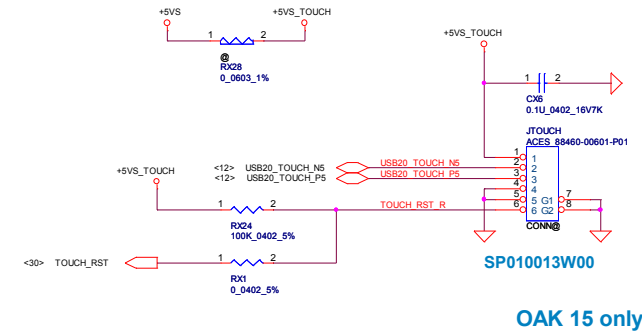 +5VS +5VS_TOUCH
1 2
@
RX28
0_0603_1%
+5VS_TOUCH
1 2
CX6
0.1U_0402_16V7K
JTOUCH
ACES_88460-00601-P01
1 1
<12> USB20_TOUCH_N5 USB20_TOUCH_N5 2 2
<12> USB20_TOUCH_P5 USB20_TOUCH_P5 3 3
4 4
5 5 G1 7
TOUCH_RST_R 6 6 G2 8
CONN@
+5VS_TOUCH
1 2
RX24
100K_0402_5%
<30> TOUCH_RST 1 2
RX1
0_0402_5%
SP010013W00
OAK 15 only